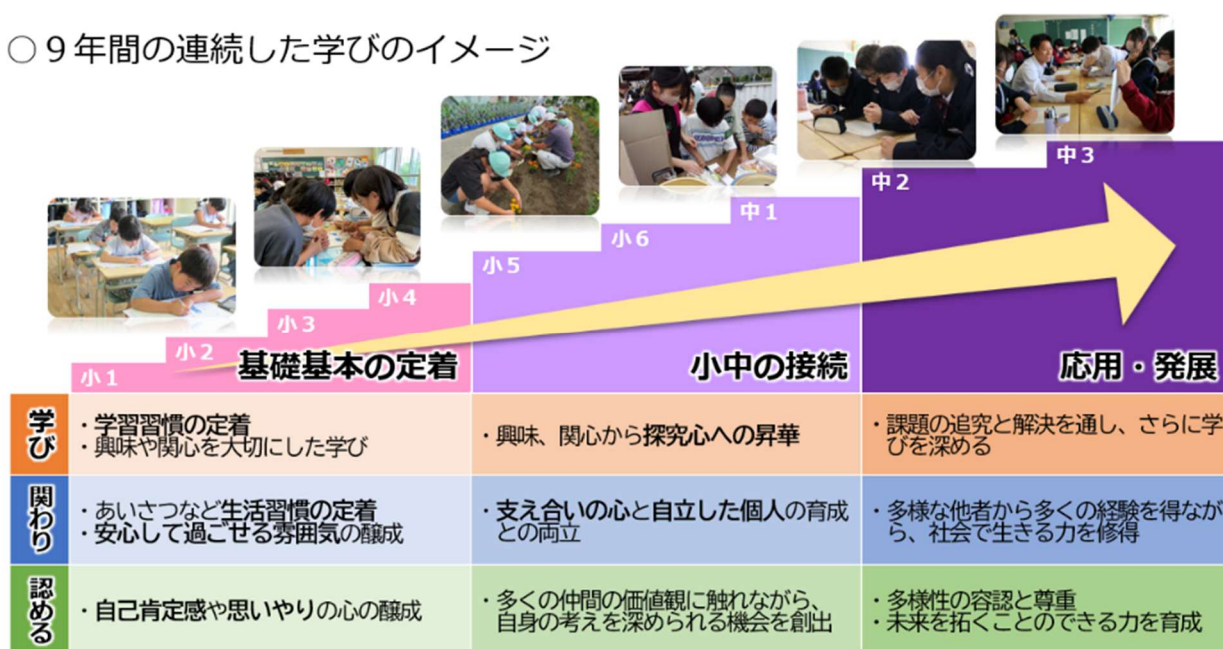 ○９年間の連続した学びのイメージ
小１
小２
小３
小４
小５
小６
中１
中２
中３
基礎基本の定着
小中の接続
応用・発展
学び
・学習習慣の定着
・興味や関心を大切にした学び
・興味、関心から探究心への昇華
・課題の追究と解決を通し、さらに学
びを深める
関わり
・あいさつなど生活習慣の定着
・安心して過ごせる雰囲気の醸成
・支え合いの心と自立した個人の育成
との両立
・多様な他者から多くの経験を得なが
ら、社会で生きる力を修得
認める
・自己肯定感や思いやりの心の醸成
・多くの仲間の価値観に触れながら、
自身の考えを深められる機会を創出
・多様性の容認と尊重
・未来を拓くことのできる力を育成